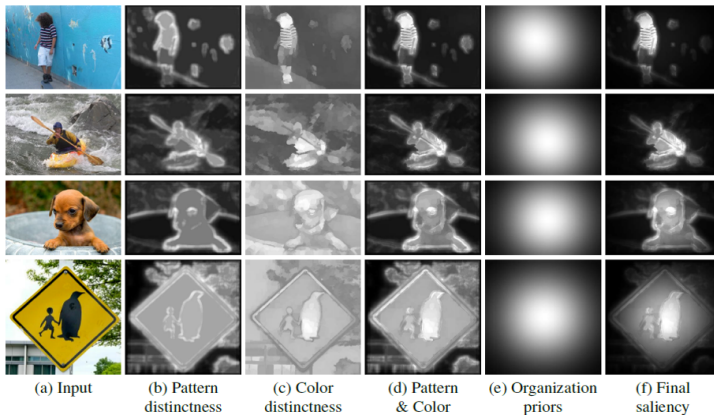 (a) Input
(b) Pattern
distinctness
(c) Color
distinctness
(d) Pattern
& Color
(e) Organization
priors
(f) Final
saliency